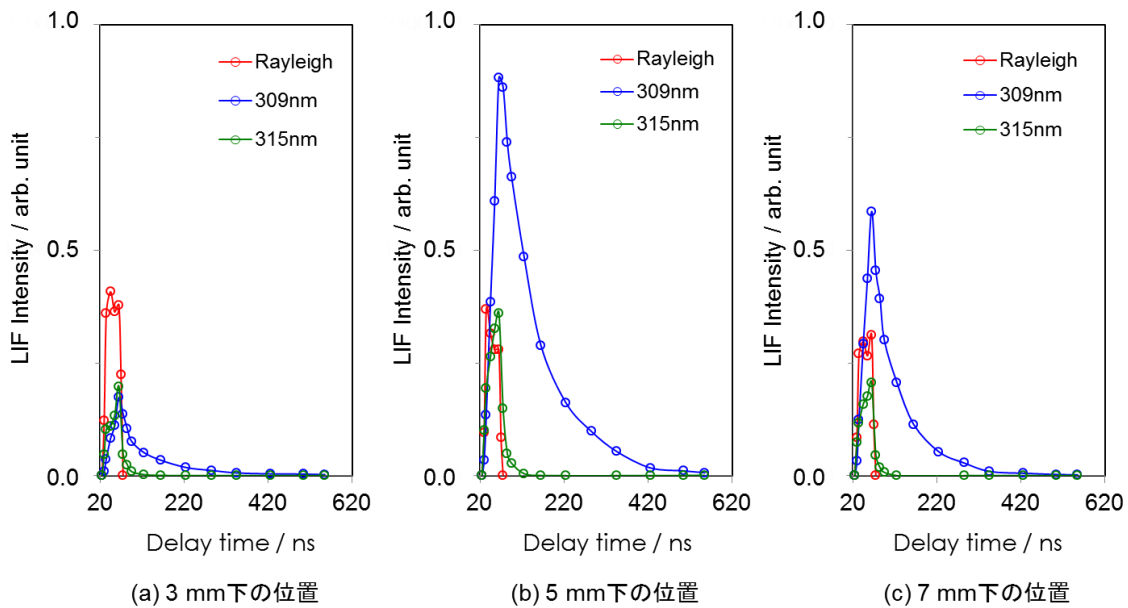 LIF Intensity / arb. unit
1.0
0.5
0.0
Rayleigh
309nm
315nm
20 220 420 620
Delay time / ns
(a) 3 mm下の位置
LIF Intensity / arb. unit
1.0
0.5
0.0
Rayleigh
309nm
315nm
20 220 420 620
Delay time / ns
(b) 5 mm下の位置
LIF Intensity / arb. unit
1.0
0.5
0.0
Rayleigh
309nm
315nm
20 220 420 620
Delay time / ns
(c) 7 mm下の位置